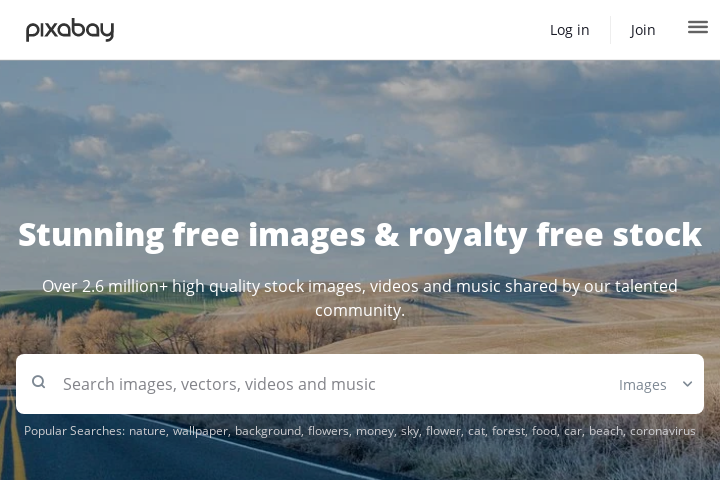 pixabay
Log in
Join
Stunning free images & royalty free stock
Over 2.6 million+ high quality stock images, videos and music shared by our talented
community.
Search images, vectors, videos and music
Images
Popular Searches: nature, wallpaper, background, flowers, money, sky, flower, cat, forest, food, car, beach, coronavirus